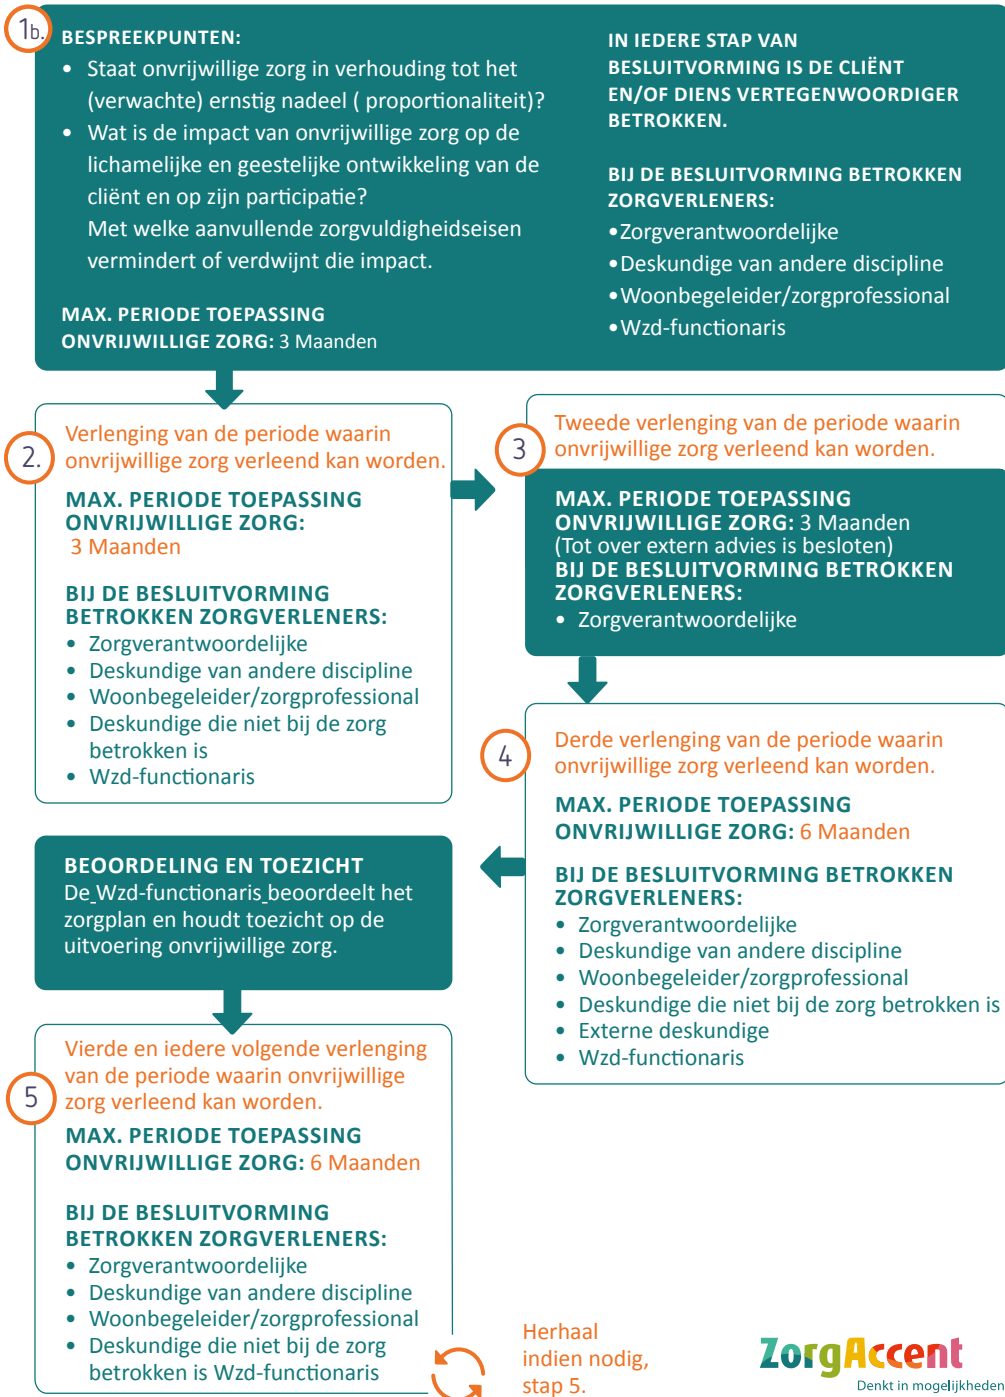 1b.
BESPREEKPUNTEN:
• Staat onvrijwillige zorg in verhouding tot het
(verwachte) ernstig nadeel ( proportionaliteit)?
• Wat is de impact van onvrijwillige zorg op de
lichamelijke en geestelijke ontwikkeling van de
cliënt en op zijn participatie?
Met welke aanvullende zorgvuldigheidseisen
vermindert of verdwijnt die impact.
MAX. PERIODE TOEPASSING
ONVRIJWILLIGE ZORG: 3 Maanden
IN IEDERE STAP VAN
BESLUITVORMING IS DE CLIËNT
EN/OF DIENS VERTEGENWOORDIGER
BETROKKEN.
BIJ DE BESLUITVORMING BETROKKEN
ZORGVERLENERS:
•Zorgverantwoordelijke
•Deskundige van andere discipline
•Woonbegeleider/zorgprofessional
•Wzd-functionaris
2.
Verlenging van de periode waarin
onvrijwillige zorg verleend kan worden.
MAX. PERIODE TOEPASSING
ONVRIJWILLIGE ZORG:
3 Maanden
BIJ DE BESLUITVORMING
BETROKKEN ZORGVERLENERS:
• Zorgverantwoordelijke
• Deskundige van andere discipline
• Woonbegeleider/zorgprofessional
• Deskundige die niet bij de zorg
betrokken is
• Wzd-functionaris
3
Tweede verlenging van de periode waarin
onvrijwillige zorg verleend kan worden.
MAX. PERIODE TOEPASSING
ONVRIJWILLIGE ZORG: 3 Maanden
(Tot over extern advies is besloten)
BIJ DE BESLUITVORMING BETROKKEN
ZORGVERLENERS:
• Zorgverantwoordelijke
4
Derde verlenging van de periode waarin
onvrijwillige zorg verleend kan worden.
MAX. PERIODE TOEPASSING
ONVRIJWILLIGE ZORG: 6 Maanden
BIJ DE BESLUITVORMING BETROKKEN
ZORGVERLENERS:
• Zorgverantwoordelijke
• Deskundige van andere discipline
• Woonbegeleider/zorgprofessional
• Deskundige die niet bij de zorg betrokken is
• Externe deskundige
• Wzd-functionaris
BEOORDELING EN TOEZICHT
De_Wzd-functionaris_beoordeelt het
zorgplan en houdt toezicht op de
uitvoering onvrijwillige zorg.
5
Vierde en iedere volgende verlenging
van de periode waarin onvrijwillige
zorg verleend kan worden.
MAX. PERIODE TOEPASSING
ONVRIJWILLIGE ZORG: 6 Maanden
BIJ DE BESLUITVORMING
BETROKKEN ZORGVERLENERS:
• Zorgverantwoordelijke
• Deskundige van andere discipline
• Woonbegeleider/zorgprofessional
• Deskundige die niet bij de zorg
betrokken is Wzd-functionaris
Herhaal
indien nodig,
stap 5.
ZorgAccent
Denkt in mogelijkheden